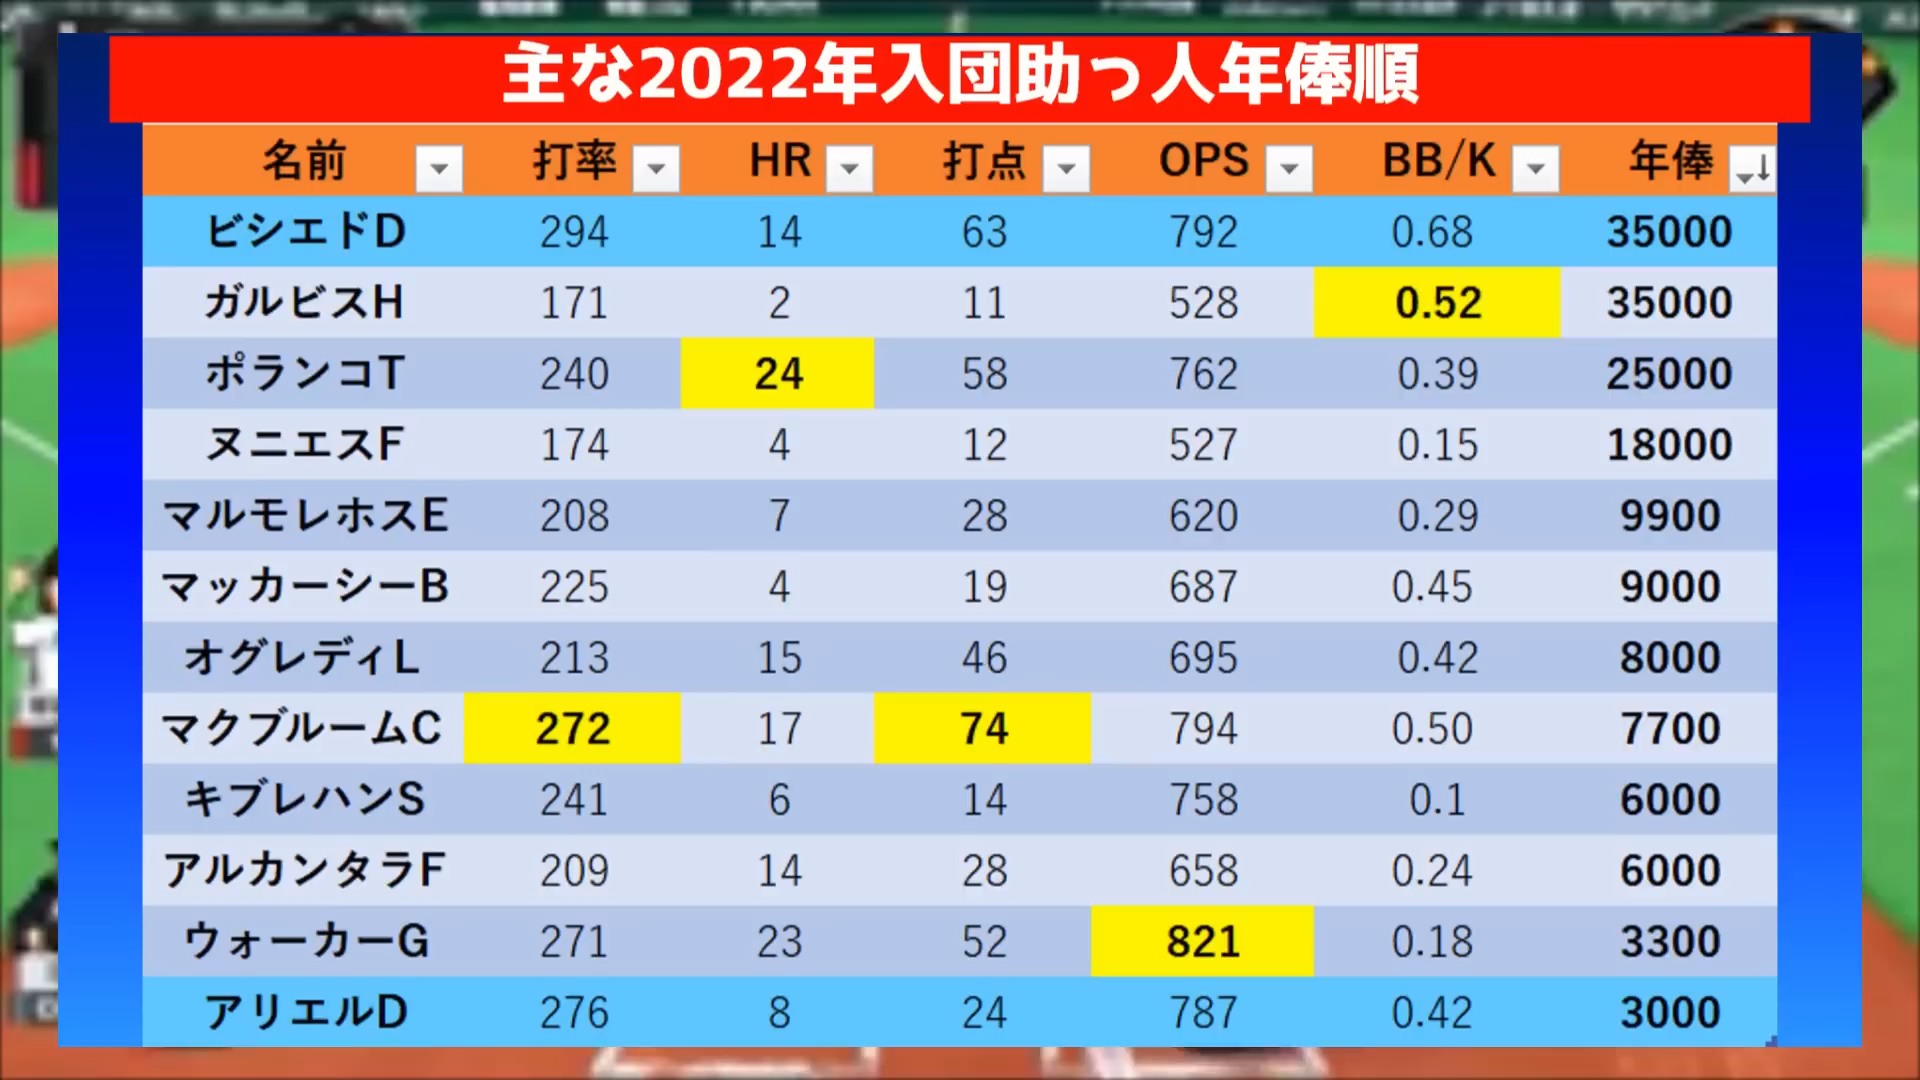 主な2022年入団助っ人年俸順
名前 打率 HR 打点 OPS BB/K 年俸
ビシエドD 294 14 63 792 0.68 35000
ガルビスH 171 2 11 528 0.52 35000
ポランコT 240 24 58 762 0.39 25000
ヌニエスF 174 4 12 527 0.15 18000
マルモレホスE 208 7 28 620 0.29 9900
マッカーシーB 225 4 19 687 0.45 9000
オグレディL 213 15 46 695 0.42 8000
マクブルームC 272 17 74 794 0.50 7700
キブレハンS 241 6 14 758 0.1 6000
アルカンタラF 209 14 28 658 0.24 6000
ウォーカーG 271 23 52 821 0.18 3300
アリエルD 276 8 24 787 0.42 3000